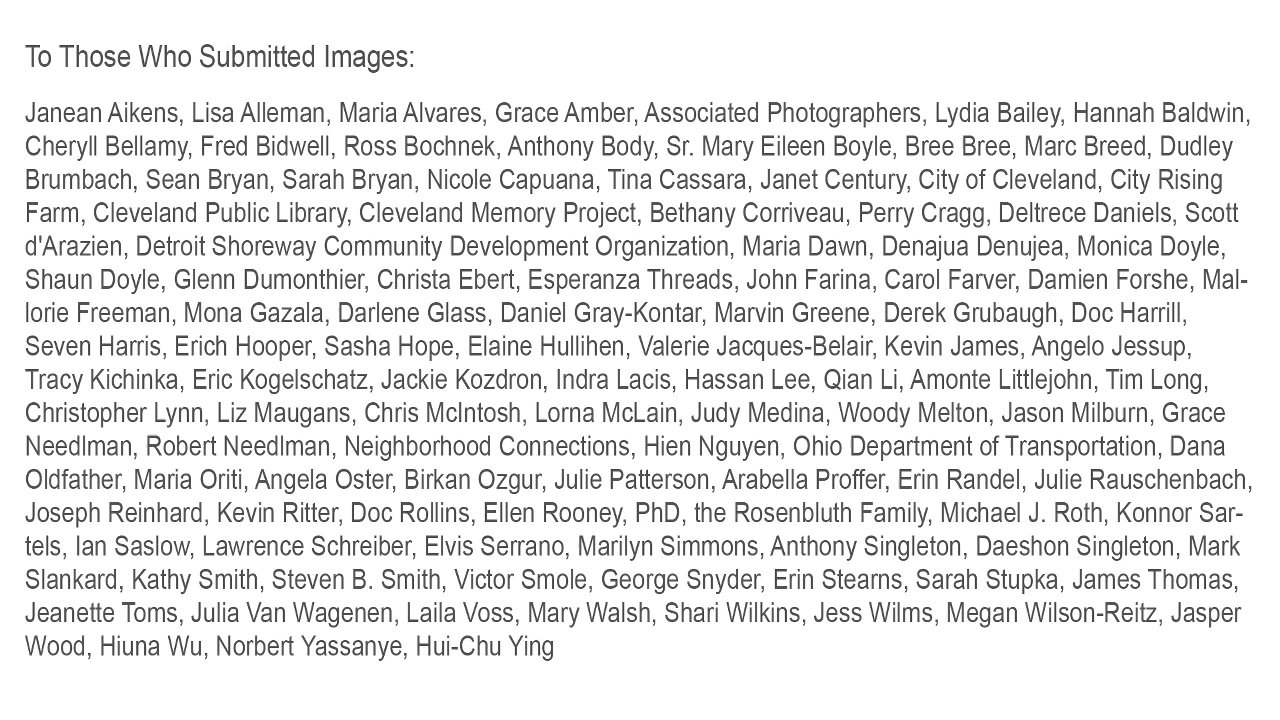 To Those Who Submitted Images:
Janean Aikens, Lisa Alleman, Maria Alvares, Grace Amber, Associated Photographers, Lydia Bailey, Hannah Baldwin,
Cheryll Bellamy, Fred Bidwell, Ross Bochnek, Anthony Body, Sr. Mary Eileen Boyle, Bree Bree, Marc Breed, Dudley
Brumbach, Sean Bryan, Sarah Bryan, Nicole Capuana, Tina Cassara, Janet Century, City of Cleveland, City Rising
Farm, Cleveland Public Library, Cleveland Memory Project, Bethany Corriveau, Perry Cragg, Deltrece Daniels, Scott
d'Arazien, Detroit Shoreway Community Development Organization, Maria Dawn, Denajua Denujea, Monica Doyle,
Shaun Doyle, Glenn Dumonthier, Christa Ebert, Esperanza Threads, John Farina, Carol Farver, Damien Forshe, Mal-
lorie Freeman, Mona Gazala, Darlene Glass, Daniel Gray-Kontar, Marvin Greene, Derek Grubaugh, Doc Harrill,
Seven Harris, Erich Hooper, Sasha Hope, Elaine Hullihen, Valerie Jacques-Belair, Kevin James, Angelo Jessup,
Tracy Kichinka, Eric Kogelschatz, Jackie Kozdron, Indra Lacis, Hassan Lee, Qian Li, Amonte Littlejohn, Tim Long,
Christopher Lynn, Liz Maugans, Chris McIntosh, Lorna McLain, Judy Medina, Woody Melton, Jason Milburn, Grace
Needlman, Robert Needlman, Neighborhood Connections, Hien Nguyen, Ohio Department of Transportation, Dana
Oldfather, Maria Oriti, Angela Oster, Birkan Ozgur, Julie Patterson, Arabella Proffer, Erin Randel, Julie Rauschenbach,
Joseph Reinhard, Kevin Ritter, Doc Rollins, Ellen Rooney, PhD, the Rosenbluth Family, Michael J. Roth, Konnor Sar-
tels, Ian Saslow, Lawrence Schreiber, Elvis Serrano, Marilyn Simmons, Anthony Singleton, Daeshon Singleton, Mark
Slankard, Kathy Smith, Steven B. Smith, Victor Smole, George Snyder, Erin Stearns, Sarah Stupka, James Thomas,
Jeanette Toms, Julia Van Wagenen, Laila Voss, Mary Walsh, Shari Wilkins, Jess Wilms, Megan Wilson-Reitz, Jasper
Wood, Hiuna Wu, Norbert Yassanye, Hui-Chu Ying